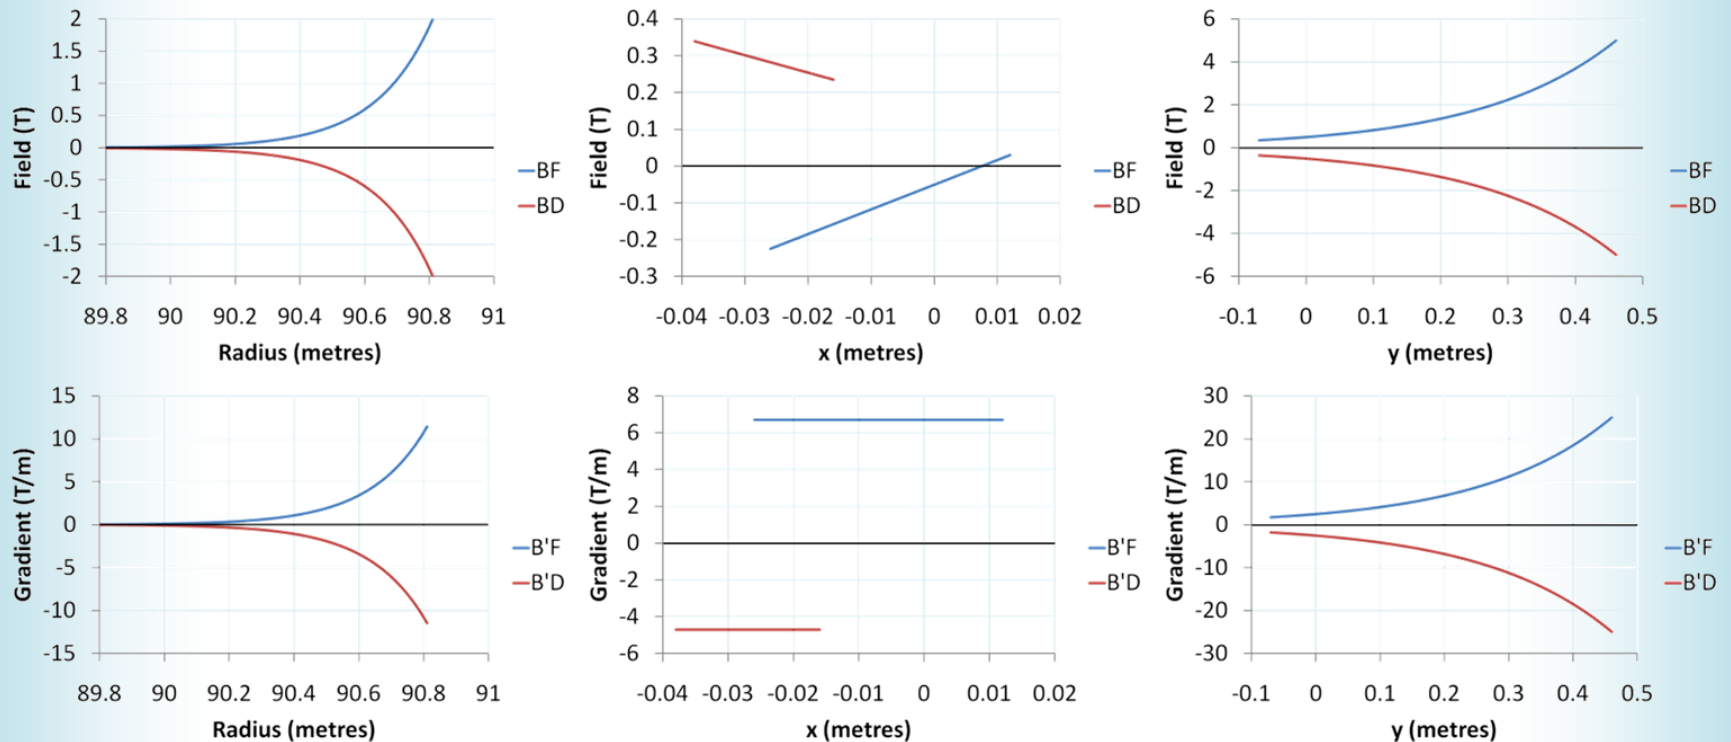 Field (T)
2
1.5
1
0.5
0
-0.5
-1
-1.5
-2
89.8 90 90.2 90.4 90.6 90.8 91
Radius (metres)
BF
BD
Field (T)
0.4
0.3
0.2
0.1
0
-0.1
-0.2
-0.3
-0.04 -0.03 -0.02 -0.01 0 0.01 0.02
x (metres)
BF
BD
Field (T)
6
4
2
0
-2
-4
-6
-0.1 0 0.1 0.2 0.3 0.4 0.5
y (metres)
BF
BD
Gradient (T/m)
15
10
5
0
-5
-10
-15
89.8 90 90.2 90.4 90.6 90.8 91
Radius (metres)
B'F
B'D
Gradient (T/m)
8
6
4
2
0
-2
-4
-6
-0.04 -0.03 -0.02 -0.01 0 0.01 0.02
x (metres)
B'F
B'D
Gradient (T/m)
30
20
10
0
-10
-20
-30
-0.1 0 0.1 0.2 0.3 0.4 0.5
y (metres)
B'F
B'D